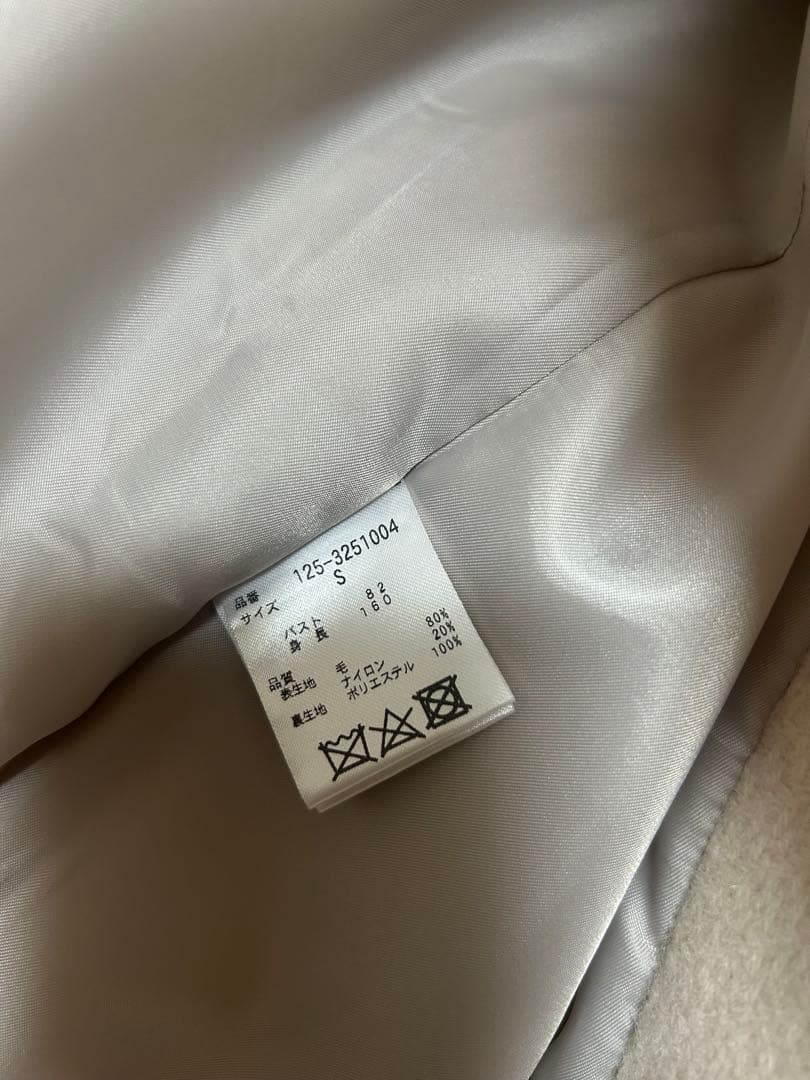 品番 125-3251004
サイズ S
バスト 82
身長 160
品質
表生地 毛 80%
ナイロン 20%
裏生地 ポリエステル 100%